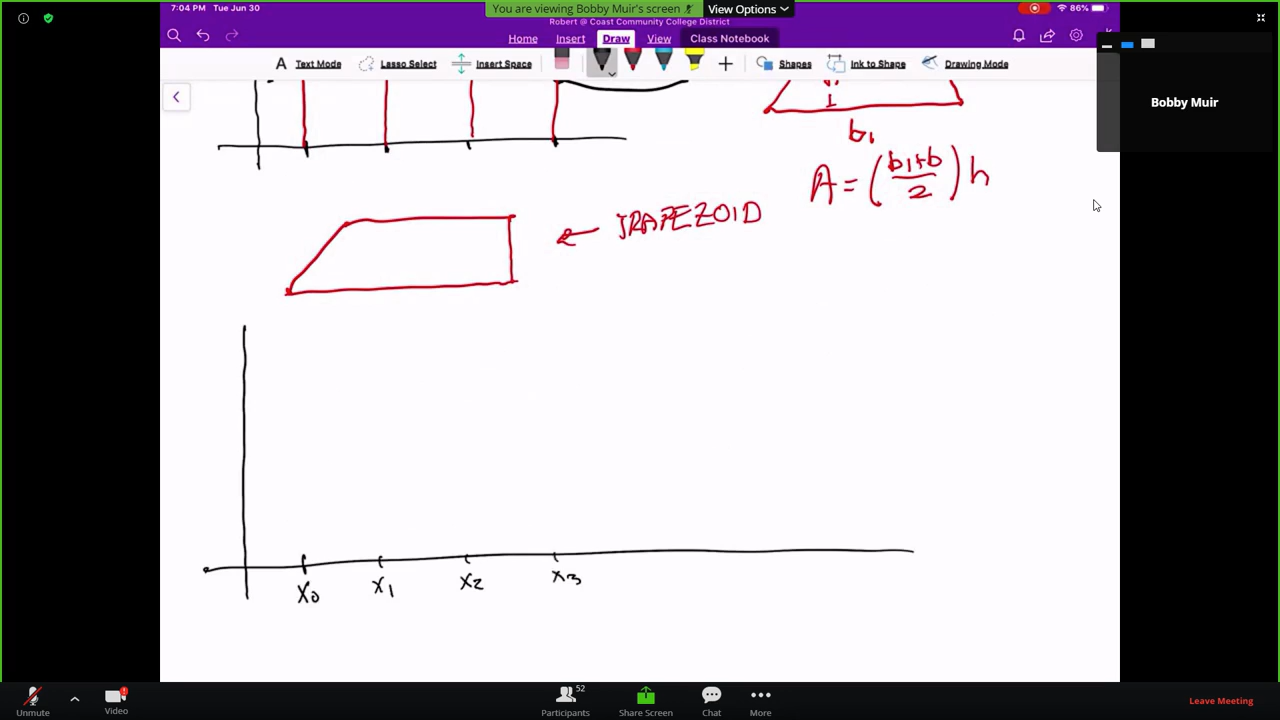 You are viewing Bobby Muir's screen View Options
7:04 PM Tue Jun 30 86%
Robert @ Coast Community College District
Home Insert Draw View Class Notebook
A Text Mode Lasso Select Insert Space Shapes Ink to Shape Drawing Mode
Bobby Muir
b1
A = (b1+b/2) h
← TRAPEZOID
x0 x1 x2 x3
52
Unmute Video Participants Share Screen Chat More Leave Meeting